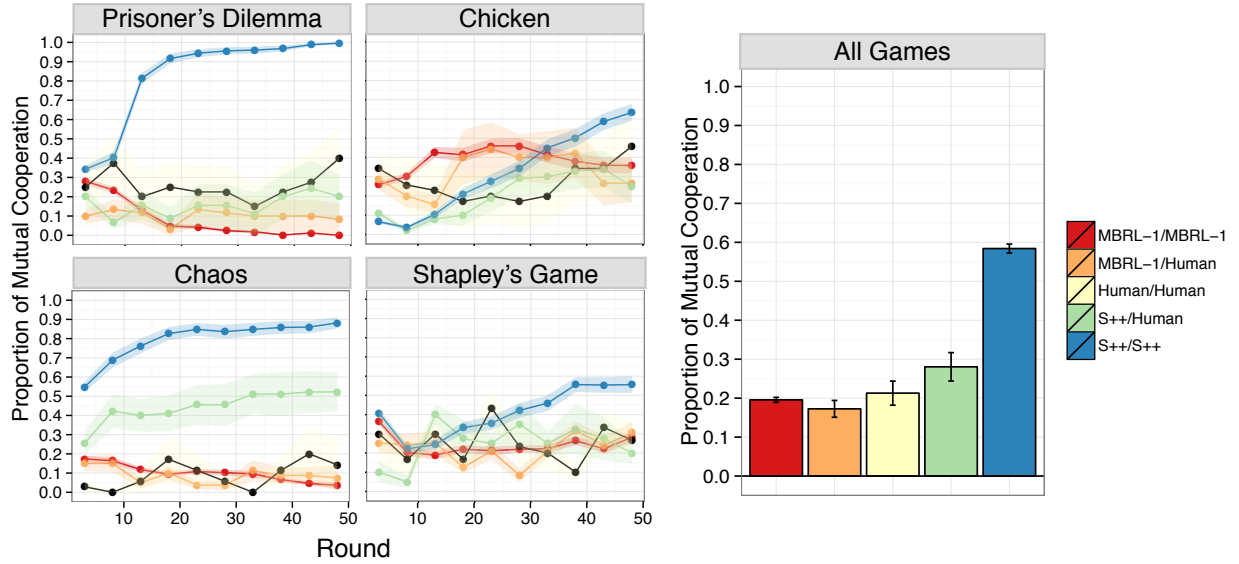 Prisoner's Dilemma
Chicken
Proportion of Mutual Cooperation
1.0
0.9
0.8
0.7
0.6
0.5
0.4
0.3
0.2
0.1
0.0
Chaos
Shapley's Game
1.0
0.9
0.8
0.7
0.6
0.5
0.4
0.3
0.2
0.1
0.0
Proportion of Mutual Cooperation
10 20 30 40 50
10 20 30 40 50
Round
All Games
Proportion of Mutual Cooperation
1.0
0.9
0.8
0.7
0.6
0.5
0.4
0.3
0.2
0.1
0.0
MBRL-1/MBRL-1
MBRL-1/Human
Human/Human
S++/Human
S++/S++